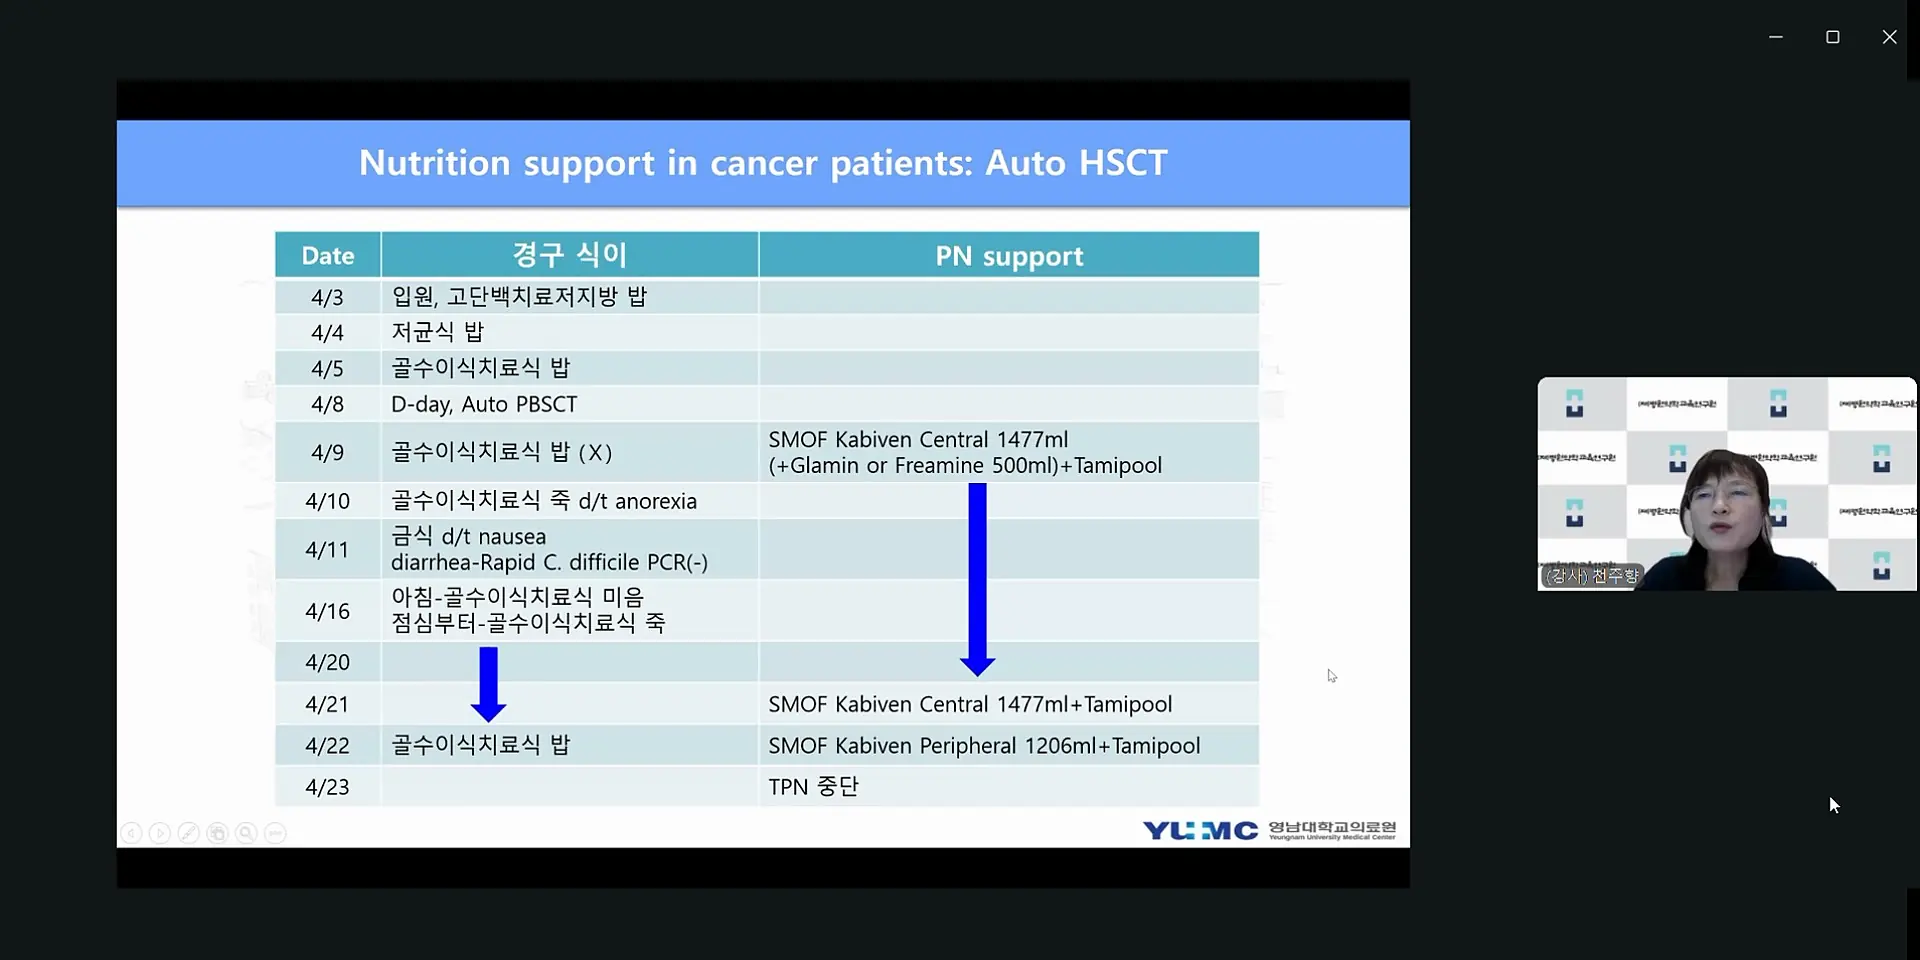 Nutrition support in cancer patients: Auto HSCT
Date 경구 식이 PN support
4/3 입원, 고단백치료저지방 밥
4/4 저균식 밥
4/5 골수이식치료식 밥
4/8 D-day, Auto PBSCT
4/9 골수이식치료식 밥 (X) SMOF Kabiven Central 1477ml
(+Glamin or Freamine 500ml)+Tamipool
4/10 골수이식치료식 죽 d/t anorexia
4/11 금식 d/t nausea
diarrhea-Rapid C. difficile PCR(-)
4/16 아침-골수이식치료식 미음
점심부터-골수이식치료식 죽
4/20
4/21 SMOF Kabiven Central 1477ml+Tamipool
4/22 골수이식치료식 밥 SMOF Kabiven Peripheral 1206ml+Tamipool
4/23 TPN 중단
YUMC 영남대학교의료원
Yeungnam University Medical Center
(강사) 천주향